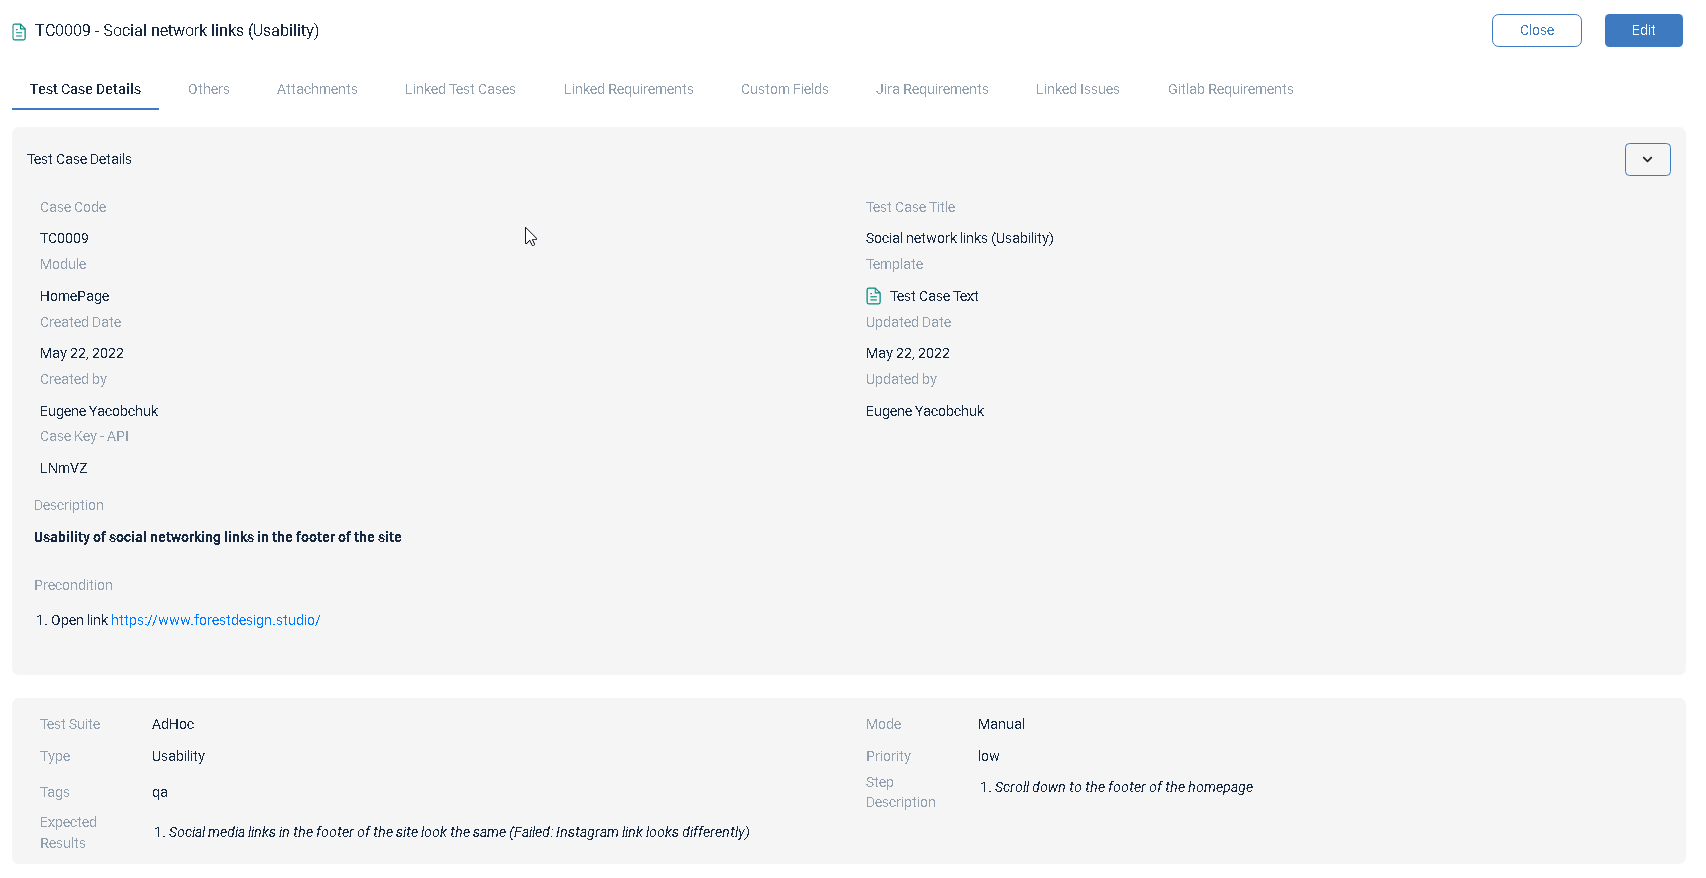 TC0009 - Social network links (Usability)
Close
Edit
Test Case Details
Others
Attachments
Linked Test Cases
Linked Requirements
Custom Fields
Jira Requirements
Linked Issues
Gitlab Requirements
Test Case Details
Case Code
TC0009
Test Case Title
Social network links (Usability)
Module
HomePage
Template
Test Case Text
Created Date
May 22, 2022
Updated Date
May 22, 2022
Created by
Eugene Yacobchuk
Updated by
Eugene Yacobchuk
Case Key - API
LNmVZ
Description
Usability of social networking links in the footer of the site
Precondition
1. Open link https://www.forestdesign.studio/
Test Suite
AdHoc
Mode
Manual
Type
Usability
Priority
low
Tags
qa
Step
Description
1. Scroll down to the footer of the homepage
Expected
Results
1. Social media links in the footer of the site look the same (Failed: Instagram link looks differently)